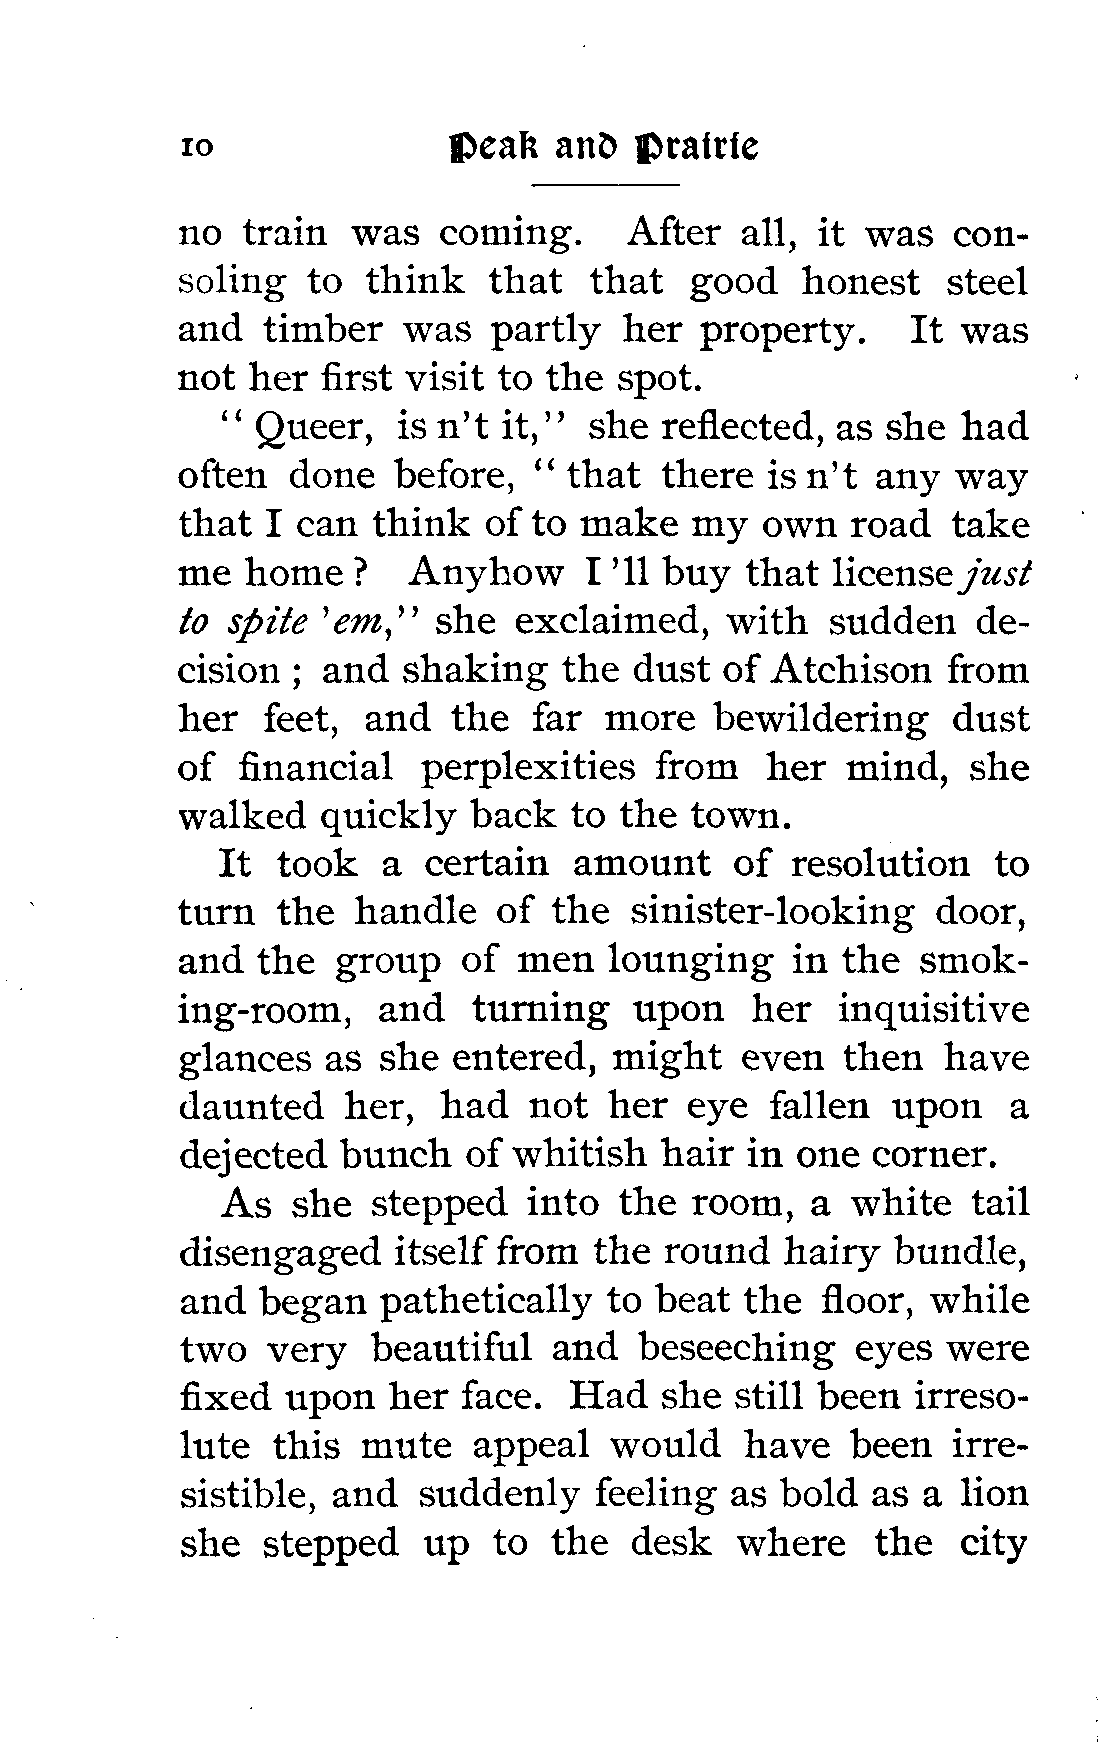 10 Peak and Prairie
no train was coming. After all, it was con-
soling to think that that good honest steel
and timber was partly her property. It was
not her first visit to the spot.
“ Queer, is n’t it,” she reflected, as she had
often done before, “ that there is n’t any way
that I can think of to make my own road take
me home ? Anyhow I ’ll buy that license just
to spite ’em,” she exclaimed, with sudden de-
cision ; and shaking the dust of Atchison from
her feet, and the far more bewildering dust
of financial perplexities from her mind, she
walked quickly back to the town.
It took a certain amount of resolution to
turn the handle of the sinister-looking door,
and the group of men lounging in the smok-
ing-room, and turning upon her inquisitive
glances as she entered, might even then have
daunted her, had not her eye fallen upon a
dejected bunch of whitish hair in one corner.
As she stepped into the room, a white tail
disengaged itself from the round hairy bundle,
and began pathetically to beat the floor, while
two very beautiful and beseeching eyes were
fixed upon her face. Had she still been irreso-
lute this mute appeal would have been irre-
sistible, and suddenly feeling as bold as a lion
she stepped up to the desk where the city